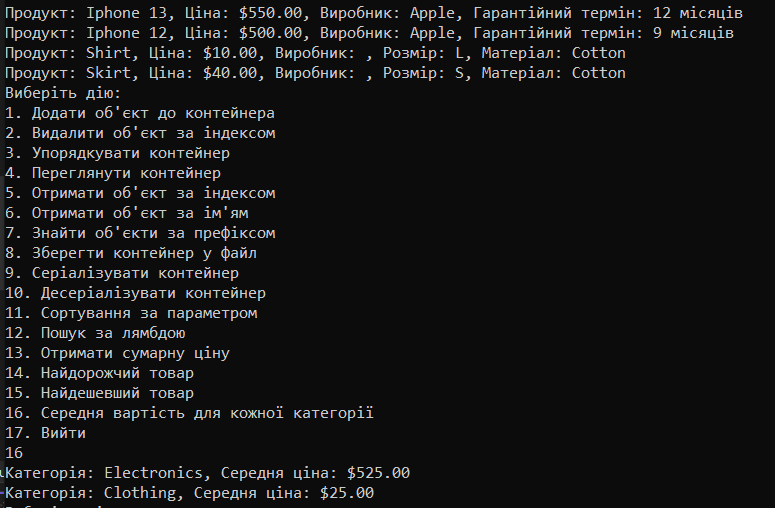 Продукт: Iphone 13, Ціна: $550.00, Виробник: Apple, Гарантійний термін: 12 місяців
Продукт: Iphone 12, Ціна: $500.00, Виробник: Apple, Гарантійний термін: 9 місяців
Продукт: Shirt, Ціна: $10.00, Виробник: , Розмір: L, Матеріал: Cotton
Продукт: Skirt, Ціна: $40.00, Виробник: , Розмір: S, Матеріал: Cotton
Виберіть дію:
1. Додати об'єкт до контейнера
2. Видалити об'єкт за індексом
3. Упорядкувати контейнер
4. Переглянути контейнер
5. Отримати об'єкт за індексом
6. Отримати об'єкт за ім'ям
7. Знайти об'єкти за префіксом
8. Зберегти контейнер у файл
9. Серіалізувати контейнер
10. Десеріалізувати контейнер
11. Сортування за параметром
12. Пошук за лямбдою
13. Отримати сумарну ціну
14. Найдорожчий товар
15. Найдешевший товар
16. Середня вартість для кожної категорії
17. Вийти
16
Категорія: Electronics, Середня ціна: $525.00
Категорія: Clothing, Середня ціна: $25.00